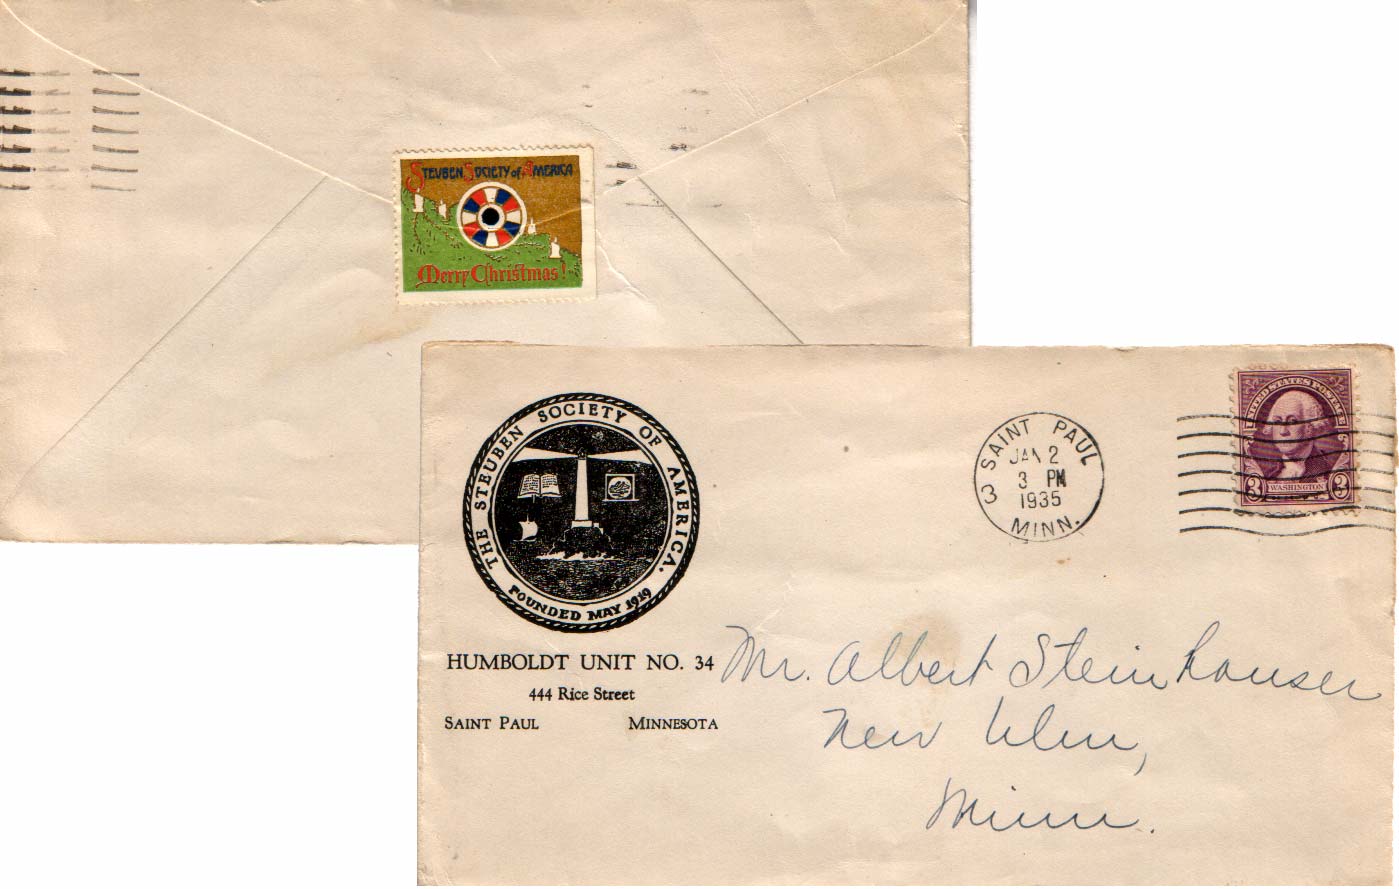 STEUBEN SOCIETY of AMERICA
Merry Christmas!
THE STEUBEN SOCIETY OF AMERICA.
FOUNDED MAY 1919
HUMBOLDT UNIT NO. 34
444 Rice Street
SAINT PAUL MINNESOTA
SAINT PAUL
JAN 2
3 PM
1935
MINN.
3
UNITED STATES POSTAGE
3 WASHINGTON 3
Mr. Albert Steinhauser
New Ulm,
Minn.